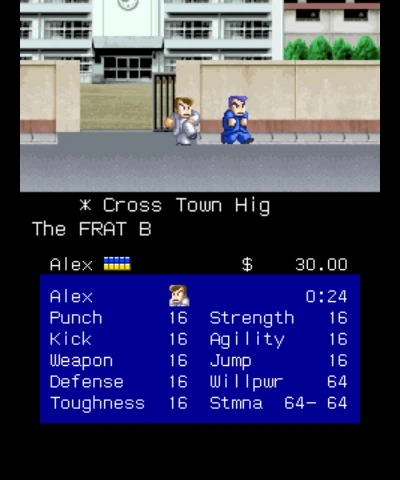 * Cross Town Hig
The FRAT B
Alex $ 30.00
Alex 0:24
Punch 16 Strength 16
Kick 16 Agility 16
Weapon 16 Jump 16
Defense 16 Willpwr 64
Toughness 16 Stmna 64- 64